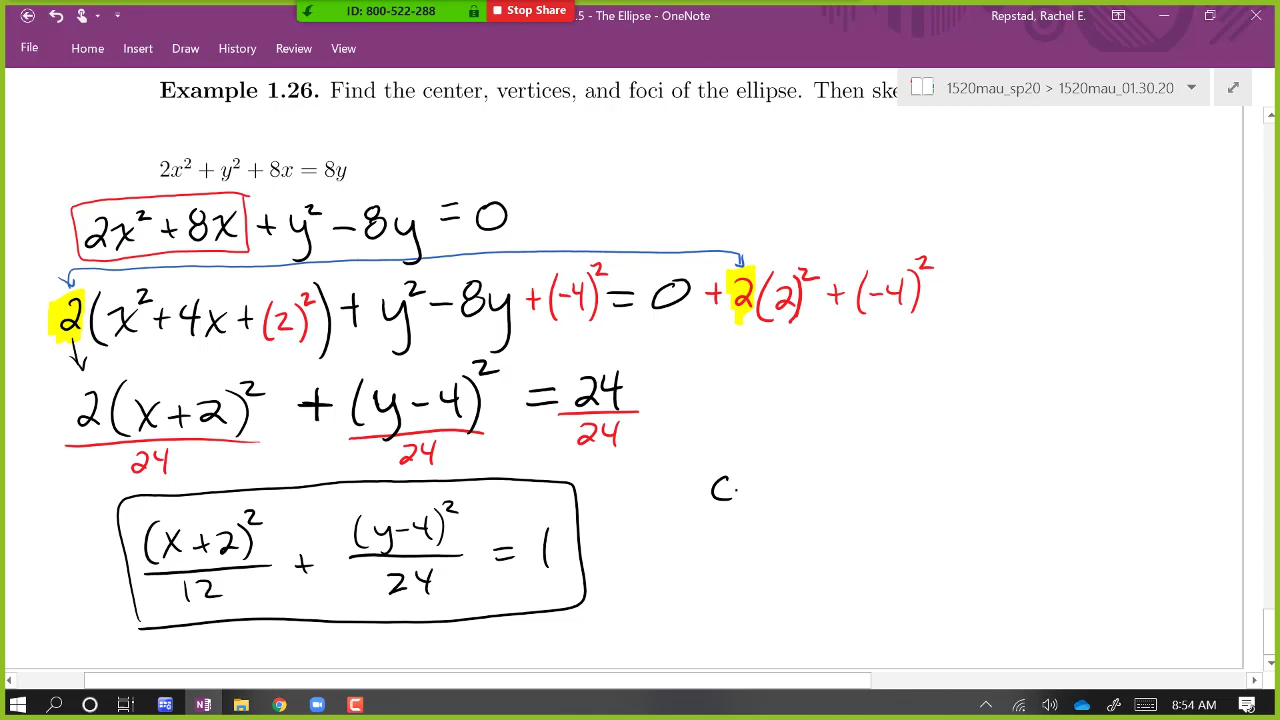 ID: 800-522-288 Stop Share
.5 - The Ellipse - OneNote
Repstad, Rachel E.
File Home Insert Draw History Review View
Example 1.26. Find the center, vertices, and foci of the ellipse. Then ske
1520mau_sp20 > 1520mau_01.30.20
2x² + y² + 8x = 8y
2x² + 8x + y² - 8y = 0
2(x² + 4x + (2)²) + y² - 8y + (-4)² = 0 + 2(2)² + (-4)²
2(x+2)² + (y-4)² = 24
24 24 24
C
(x+2)² + (y-4)² = 1
12 24
8:54 AM